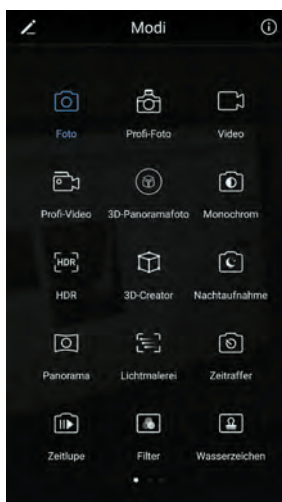 Modi
Foto Profi-Foto Video
Profi-Video 3D-Panoramafoto Monochrom
HDR
HDR 3D-Creator Nachtaufnahme
Panorama Lichtmalerei Zeitraffer
Zeitlupe Filter Wasserzeichen